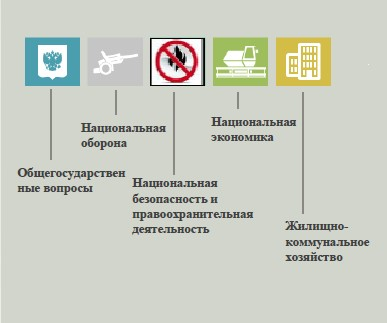 Национальная
оборона
Национальная
экономика
Общегосударствен
ные вопросы
Национальная
безопасность и
правоохранительная
деятельность
Жилищно-
коммунальное
хозяйство